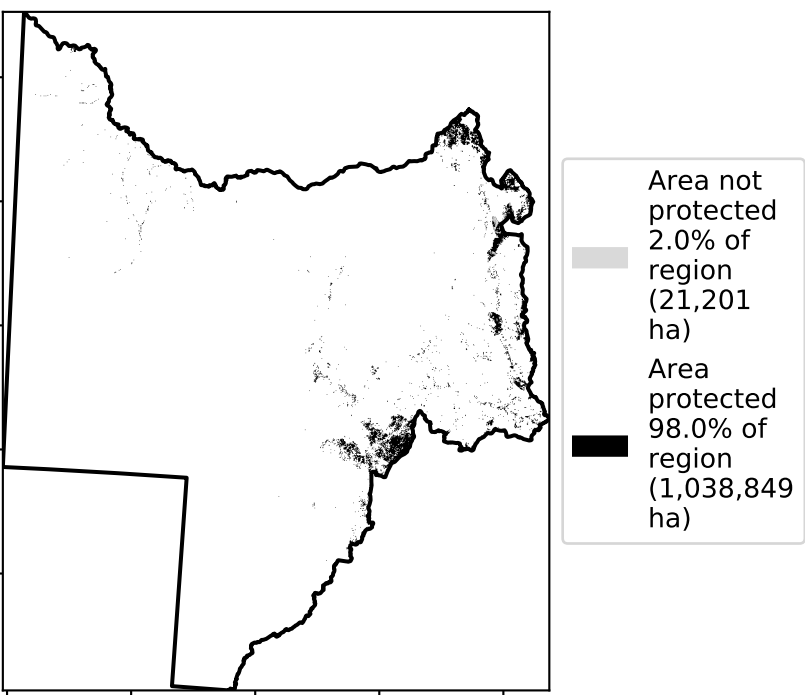 Area not
protected
2.0% of
region
(21,201
ha)
Area
protected
98.0% of
region
(1,038,849
ha)